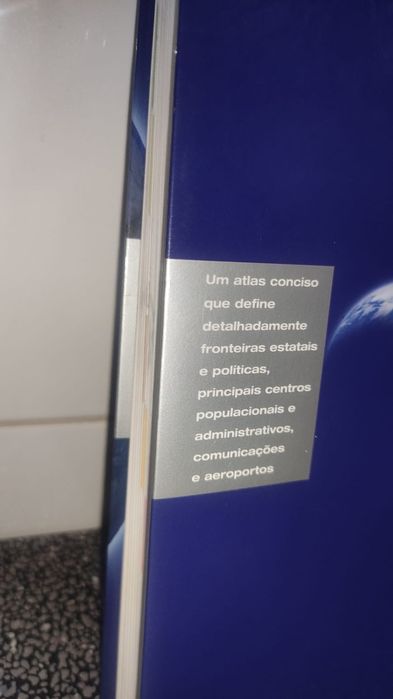 Um atlas conciso
que define
detalhadamente
fronteiras estatais
e políticas,
principais centros
populacionais e
administrativos,
comunicações
e aeroportos